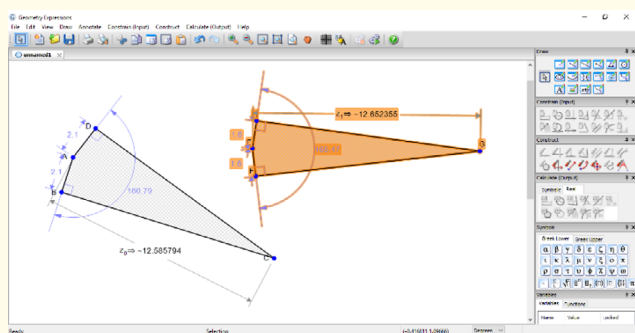 Geometry Expressions
File Edit View Draw Annotate Constrain (Input) Construct Calculate (Output) Help
unnamed1
Draw
Constrain (Input)
Construct
Calculate (Output)
Symbolic Real
Symbols
Greek Lower Greek Upper
α β γ δ ε ζ η θ
ι κ λ μ ν ξ ο π
ρ σ τ υ φ χ ψ ω
Variables
Variables Functions
Name Value Locked
D
2.1
A
2.1
B
160.79
z₀⇒ −12.585794
C
z₁⇒ −12.652355
1.6
1.6
F
G
Ready
Selection
Degrees